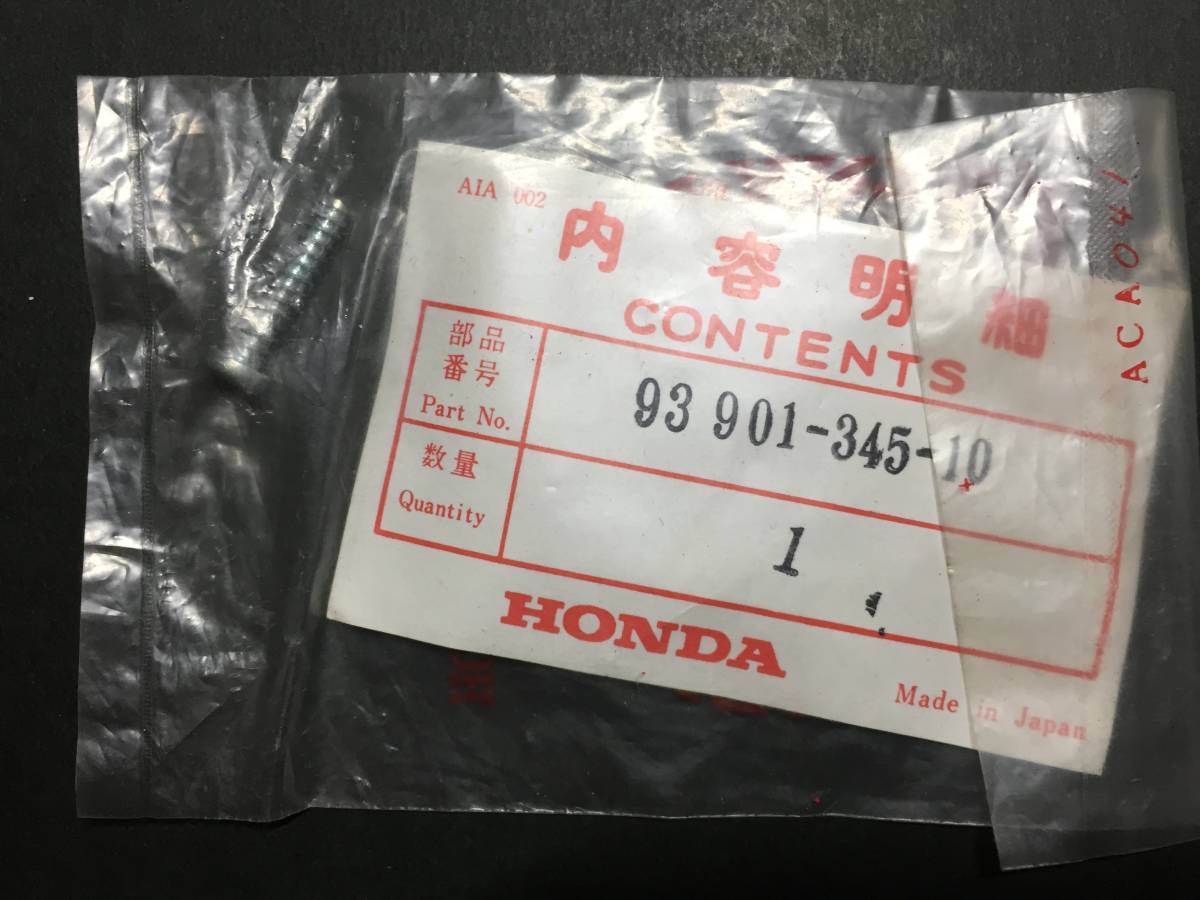 AIA 002
内容明細
CONTENTS
部品
番号
Part No.
93 901-345-10
数量
Quantity
1
HONDA
Made in Japan
ACA041